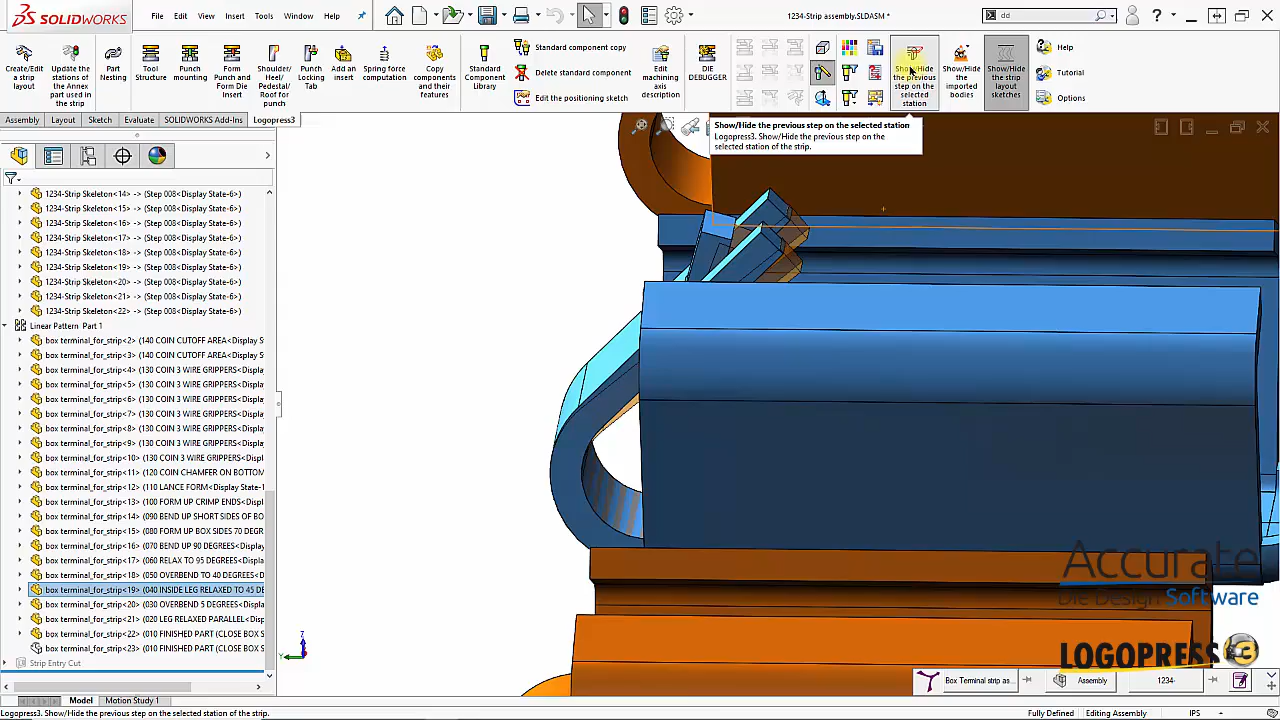 SOLIDWORKS
File Edit View Insert Tools Window Help
1234-Strip assembly.SLDASM *
dd
?
Create/Edit a strip layout
Update the stations of the Annex part used in the strip
Part Nesting
Tool Structure
Punch mounting
Form Punch and Form Die Insert
Shoulder/ Heel/ Pedestal/ Roof for punch
Punch Locking Tab
Add an insert
Spring force computation
Copy components and their features
Standard Component Library
Standard component copy
Delete standard component
Edit the positioning sketch
Edit machining axis description
DIE DEBUGGER
Show/Hide the previous step on the selected station
Show/Hide the imported bodies
Show/Hide the strip layout sketches
Help
Tutorial
Options
Assembly Layout Sketch Evaluate SOLIDWORKS Add-Ins Logopress3
Show/Hide the previous step on the selected station
Logopress3. Show/Hide the previous step on the
selected station of the strip.
1234-Strip Skeleton<14> -> (Step 008<Display State-6>)
1234-Strip Skeleton<15> -> (Step 008<Display State-6>)
1234-Strip Skeleton<16> -> (Step 008<Display State-6>)
1234-Strip Skeleton<17> -> (Step 008<Display State-6>)
1234-Strip Skeleton<18> -> (Step 008<Display State-6>)
1234-Strip Skeleton<19> -> (Step 008<Display State-6>)
1234-Strip Skeleton<20> -> (Step 008<Display State-6>)
1234-Strip Skeleton<21> -> (Step 008<Display State-6>)
1234-Strip Skeleton<22> -> (Step 008<Display State-6>)
Linear Pattern Part 1
box terminal_for_strip<2> (140 COIN CUTOFF AREA<Display S
box terminal_for_strip<3> (140 COIN CUTOFF AREA<Display S
box terminal_for_strip<4> (130 COIN 3 WIRE GRIPPERS<Displa
box terminal_for_strip<5> (130 COIN 3 WIRE GRIPPERS<Displa
box terminal_for_strip<6> (130 COIN 3 WIRE GRIPPERS<Displa
box terminal_for_strip<7> (130 COIN 3 WIRE GRIPPERS<Displa
box terminal_for_strip<8> (130 COIN 3 WIRE GRIPPERS<Displa
box terminal_for_strip<9> (130 COIN 3 WIRE GRIPPERS<Displa
box terminal_for_strip<10> (130 COIN 3 WIRE GRIPPERS<Displ
box terminal_for_strip<11> (120 COIN CHAMFER ON BOTTOM
box terminal_for_strip<12> (110 LANCE FORM<Display State-1
box terminal_for_strip<13> (100 FORM UP CRIMP ENDS<Displ
box terminal_for_strip<14> (090 BEND UP SHORT SIDES OF BO
box terminal_for_strip<15> (080 FORM UP BOX SIDES 70 DEGR
box terminal_for_strip<16> (070 BEND UP 90 DEGREES<Displa
box terminal_for_strip<17> (060 RELAX TO 95 DEGREES<Displa
box terminal_for_strip<18> (050 OVERBEND TO 40 DEGREES<D
box terminal_for_strip<19> (040 INSIDE LEG RELAXED TO 45 DE
box terminal_for_strip<20> (030 OVERBEND 5 DEGREES<Displa
box terminal_for_strip<21> (020 LEG RELAXED PARALLEL<Displ
box terminal_for_strip<22> (010 FINISHED PART (CLOSE BOX S
box terminal_for_strip<23> (010 FINISHED PART (CLOSE BOX S
Strip Entry Cut
Z
Y
Accurate
Die Design Software
LOGOPRESS 3
Box Terminal strip as...
Assembly
1234-
Model Motion Study 1
Logopress3. Show/Hide the previous step on the selected station of the strip.
Fully Defined Editing Assembly IPS